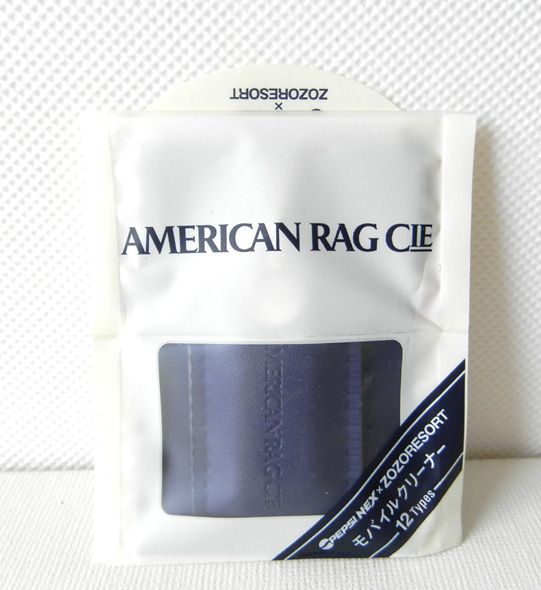 ZOZORESORT
×
AMERICAN RAG CIE
AMERICAN RAG CIE
PEPSI NEX × ZOZORESORT
モバイルクリーナー
12 Types